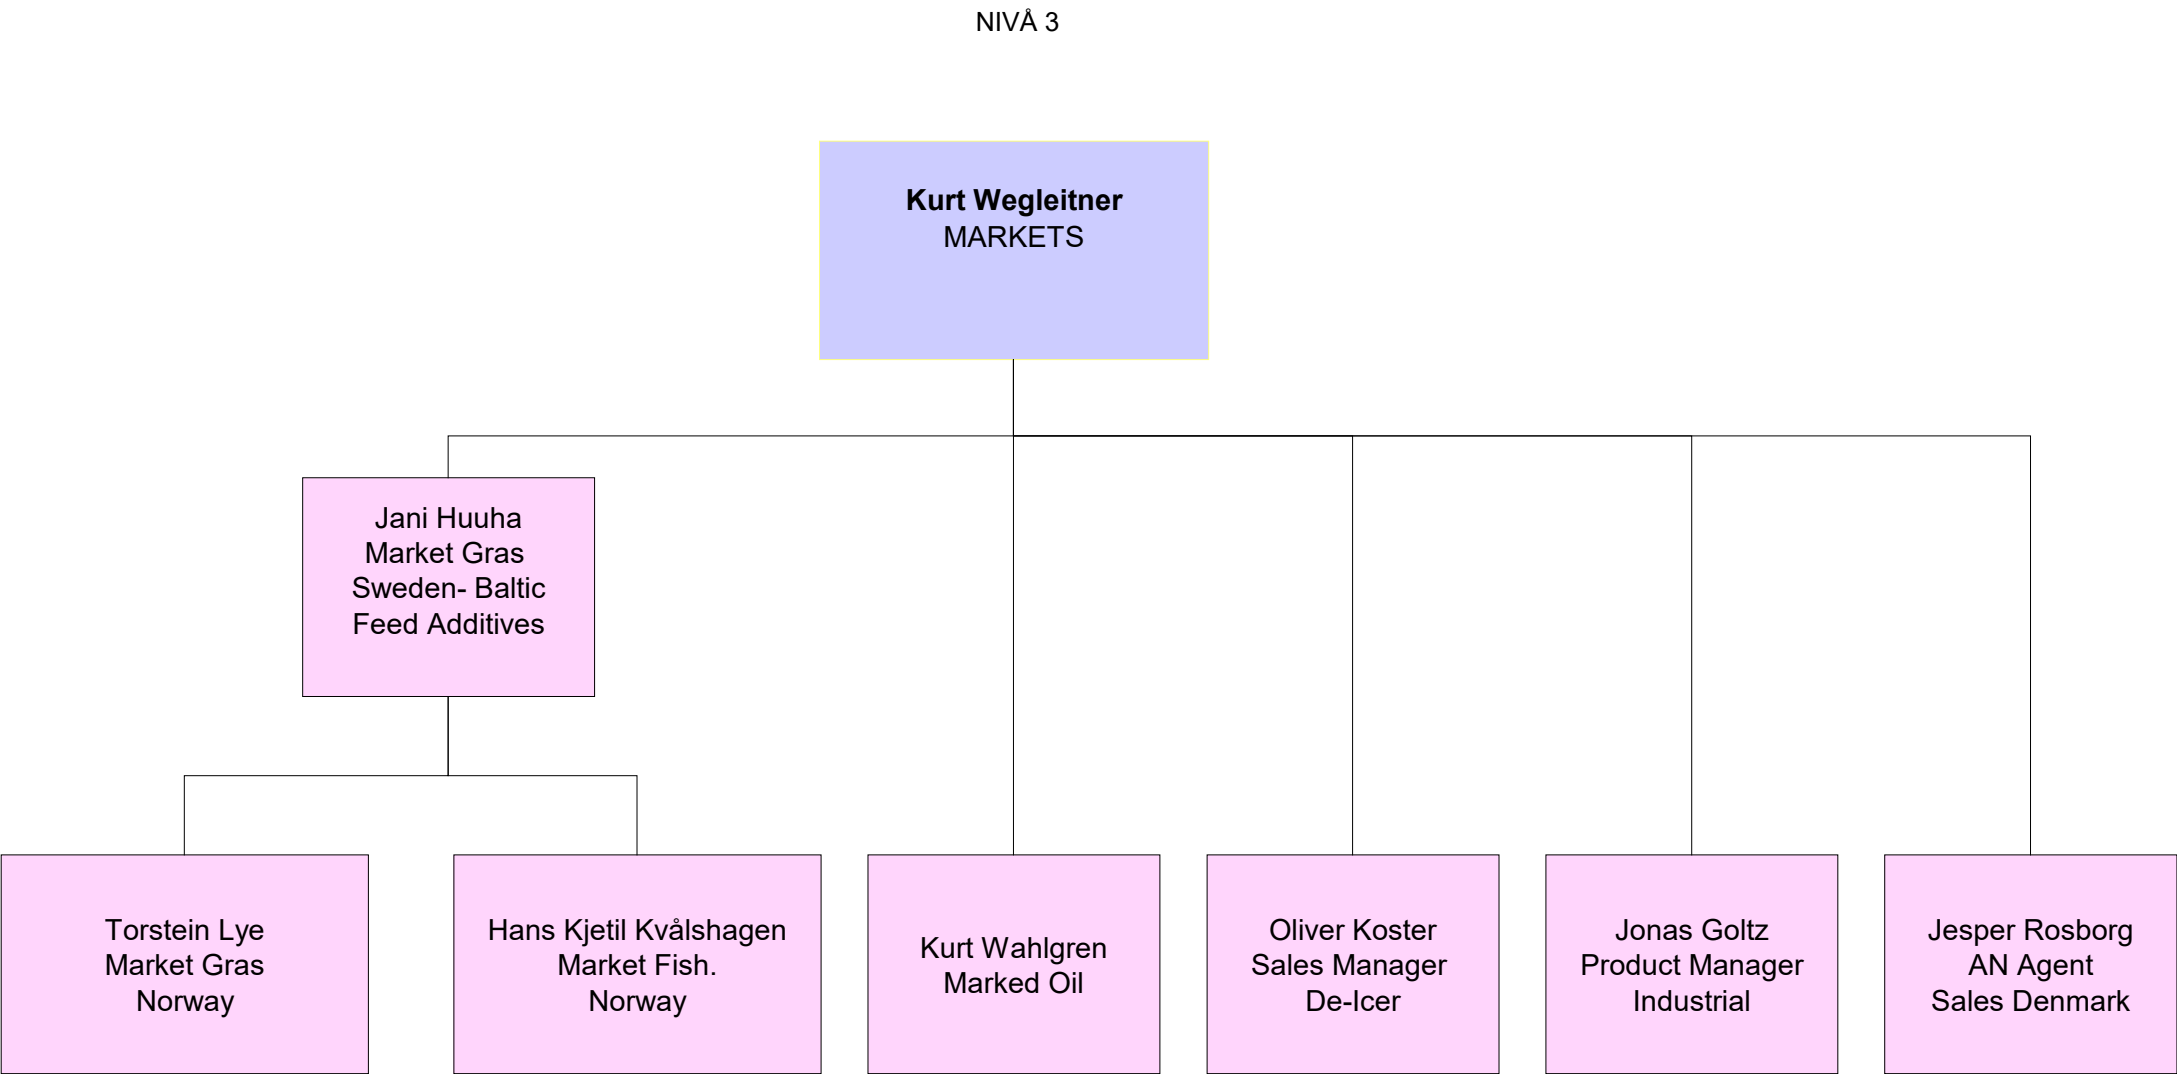 NIVÅ 3
Kurt Wegleitner
MARKETS
Jani Huuha
Market Gras
Sweden- Baltic
Feed Additives
Torstein Lye
Market Gras
Norway
Hans Kjetil Kvålshagen
Market Fish.
Norway
Kurt Wahlgren
Marked Oil
Oliver Koster
Sales Manager
De-Icer
Jonas Goltz
Product Manager
Industrial
Jesper Rosborg
AN Agent
Sales Denmark